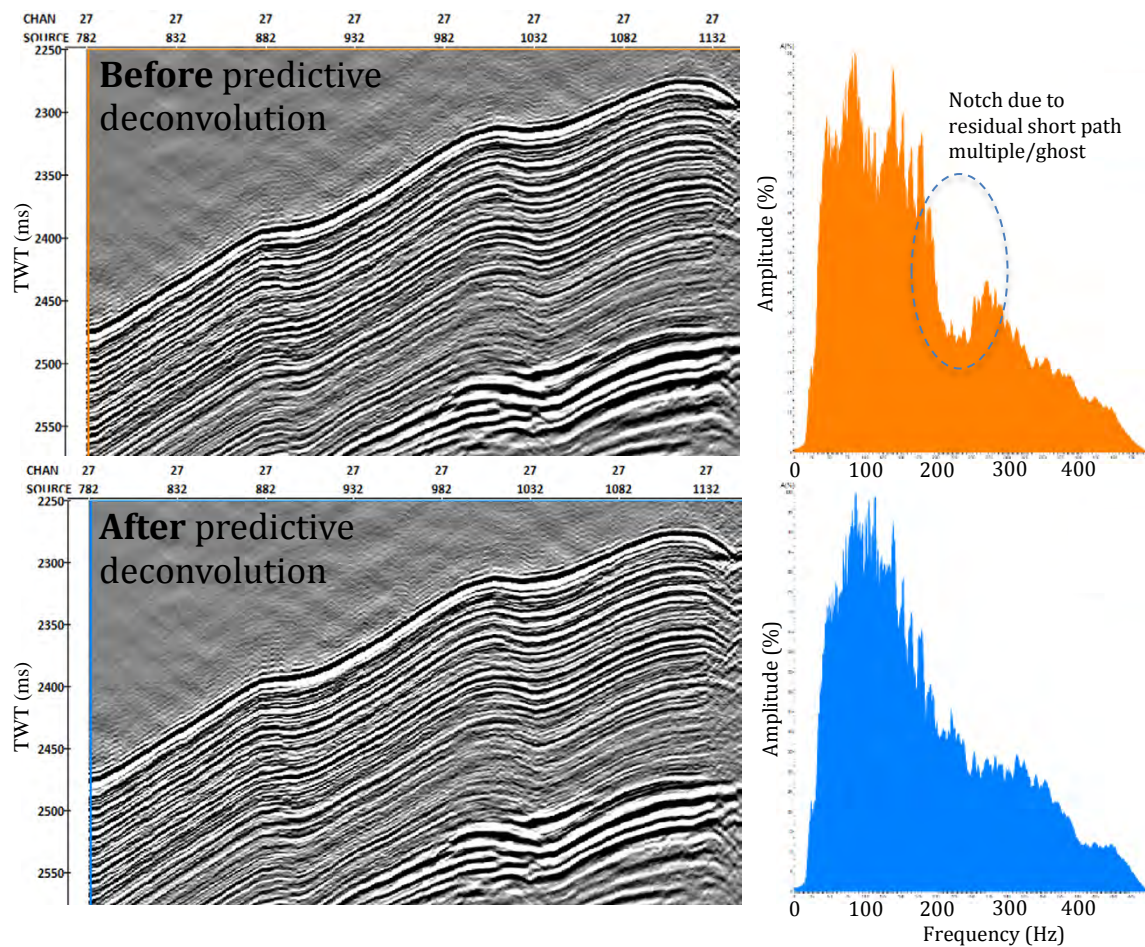 CHAN 27 27 27 27 27 27 27 27
SOURCE 782 832 882 932 982 1032 1082 1132
Before predictive
deconvolution
TWT (ms)
2250
2300
2350
2400
2450
2500
2550
A(%)
Amplitude (%)
Notch due to
residual short path
multiple/ghost
0 100 200 300 400
CHAN 27 27 27 27 27 27 27 27
SOURCE 782 832 882 932 982 1032 1082 1132
After predictive
deconvolution
TWT (ms)
2250
2300
2350
2400
2450
2500
2550
A(%)
Amplitude (%)
0 100 200 300 400
Frequency (Hz)